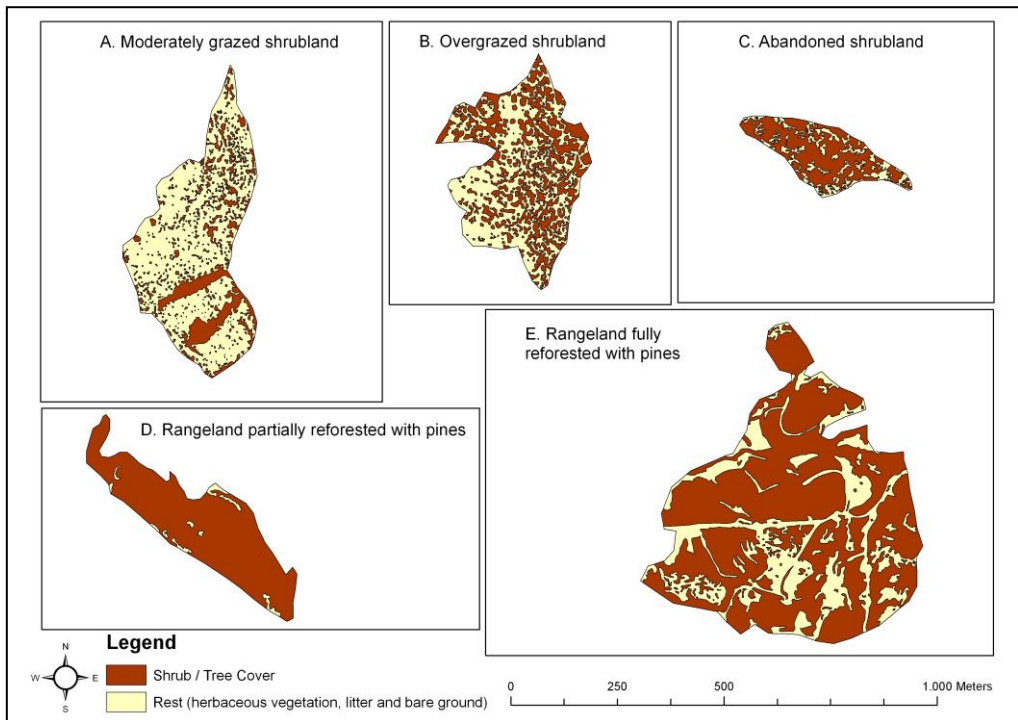 A. Moderately grazed shrubland
B. Overgrazed shrubland
C. Abandoned shrubland
D. Rangeland partially reforested with pines
E. Rangeland fully
reforested with pines
Legend
N
W
E
S
Shrub / Tree Cover
Rest (herbaceous vegetation, litter and bare ground)
0
250
500
1.000 Meters